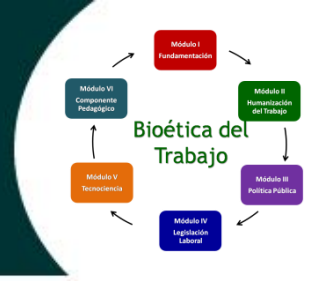 Módulo I
Fundamentación
Módulo II
Humanización
del Trabajo
Módulo III
Política Pública
Módulo IV
Legislación
Laboral
Módulo V
Tecnociencia
Módulo VI
Componente
Pedagógico
Bioética del
Trabajo